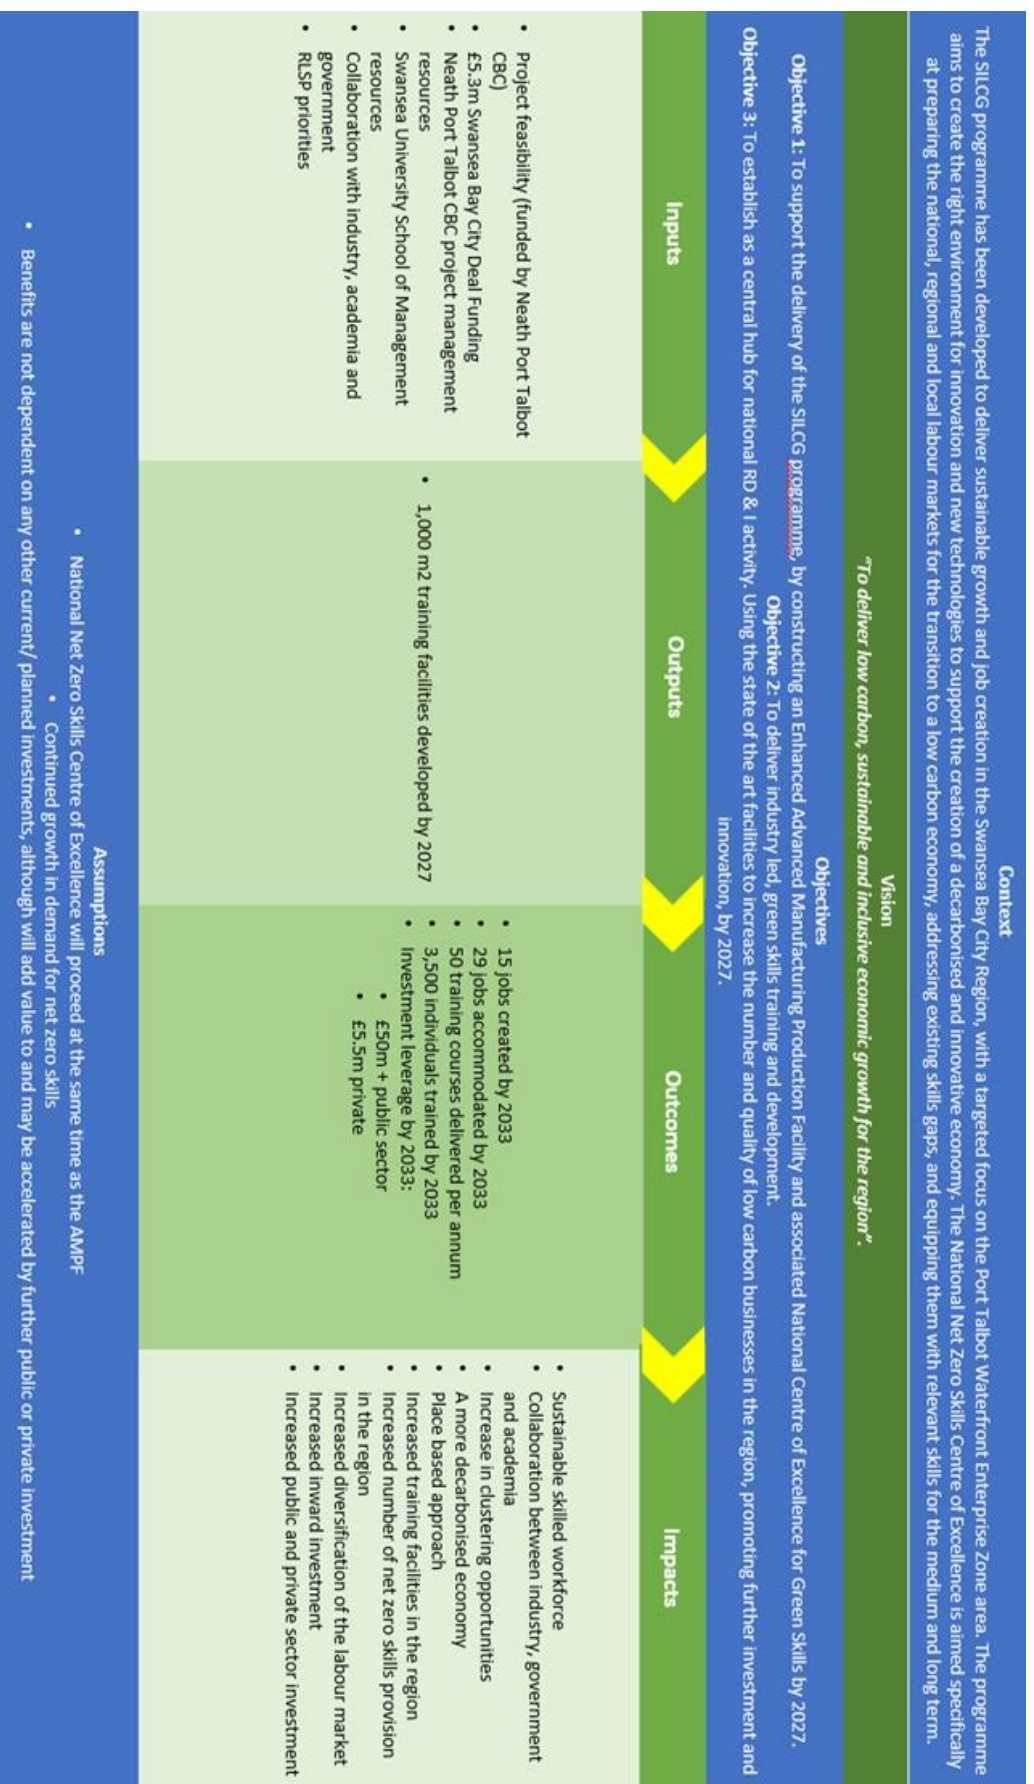 Context
The SILCG programme has been developed to deliver sustainable growth and job creation in the Swansea Bay City Region, with a targeted focus on the Port Talbot Waterfront Enterprise Zone area. The programme
aims to create the right environment for innovation and new technologies to support the creation of a decarbonised and innovative economy. The National Net Zero Skills Centre of Excellence is aimed specifically
at preparing the national, regional and local labour markets for the transition to a low carbon economy, addressing existing skills gaps, and equipping them with relevant skills for the medium and long term.
Vision
"To deliver low carbon, sustainable and inclusive economic growth for the region".
Objectives
Objective 1: To support the delivery of the SILCG programme, by constructing an Enhanced Advanced Manufacturing Production Facility and associated National Centre of Excellence for Green Skills by 2027.
Objective 2: To deliver industry led, green skills training and development.
Objective 3: To establish as a central hub for national RD & I activity. Using the state of the art facilities to increase the number and quality of low carbon businesses in the region, promoting further investment and
innovation, by 2027.
Inputs
• Project feasibility (funded by Neath Port Talbot
CBC)
• £5.3m Swansea Bay City Deal Funding
• Neath Port Talbot CBC project management
resources
• Swansea University School of Management
resources
• Collaboration with industry, academia and
government
• RLSP priorities
Outputs
• 1,000 m2 training facilities developed by 2027
Outcomes
• 15 jobs created by 2033
• 29 jobs accommodated by 2033
• 50 training courses delivered per annum
• 3,500 individuals trained by 2033
• Investment leverage by 2033:
• £50m + public sector
• £5.5m private
Impacts
• Sustainable skilled workforce
• Collaboration between industry, government
and academia
• Increase in clustering opportunities
• A more decarbonised economy
• Place based approach
• Increased training facilities in the region
• Increased number of net zero skills provision
in the region
• Increased diversification of the labour market
• Increased inward investment
• Increased public and private sector investment
Assumptions
• National Net Zero Skills Centre of Excellence will proceed at the same time as the AMPF
• Continued growth in demand for net zero skills
• Benefits are not dependent on any other current/ planned investments, although will add value to and may be accelerated by further public or private investment